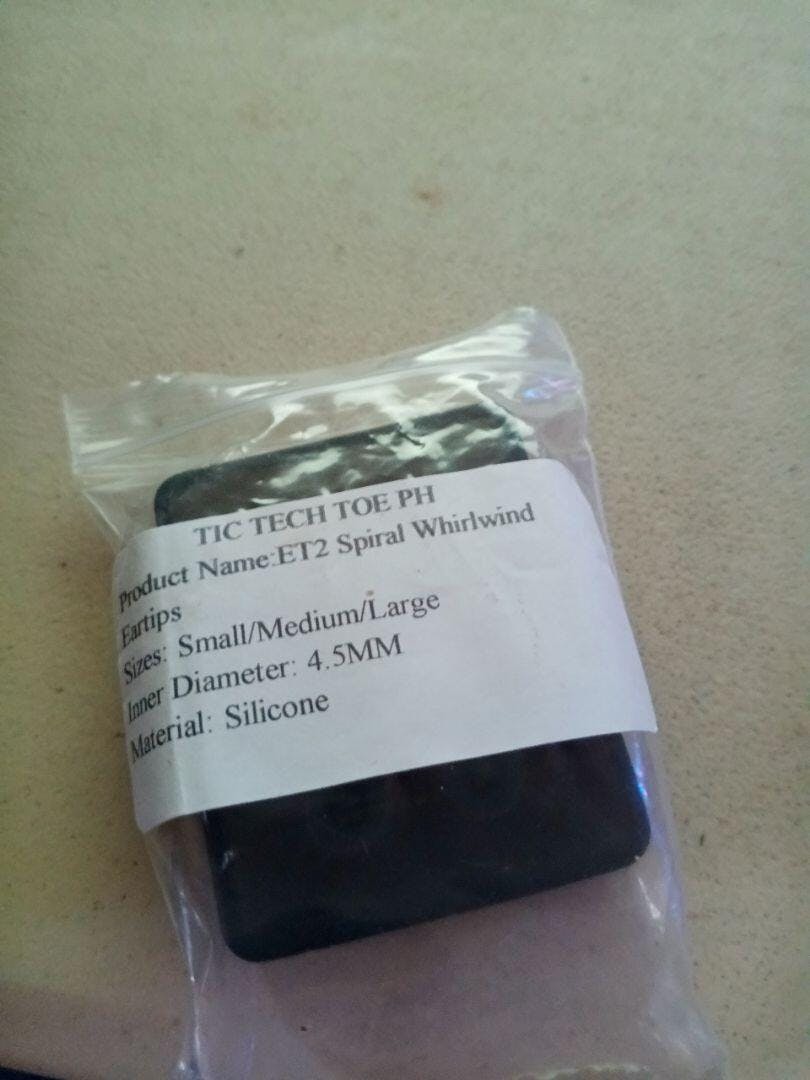 TIC TECH TOE PH
Product Name:ET2 Spiral Whirlwind
Eartips
Sizes: Small/Medium/Large
Inner Diameter: 4.5MM
Material: Silicone